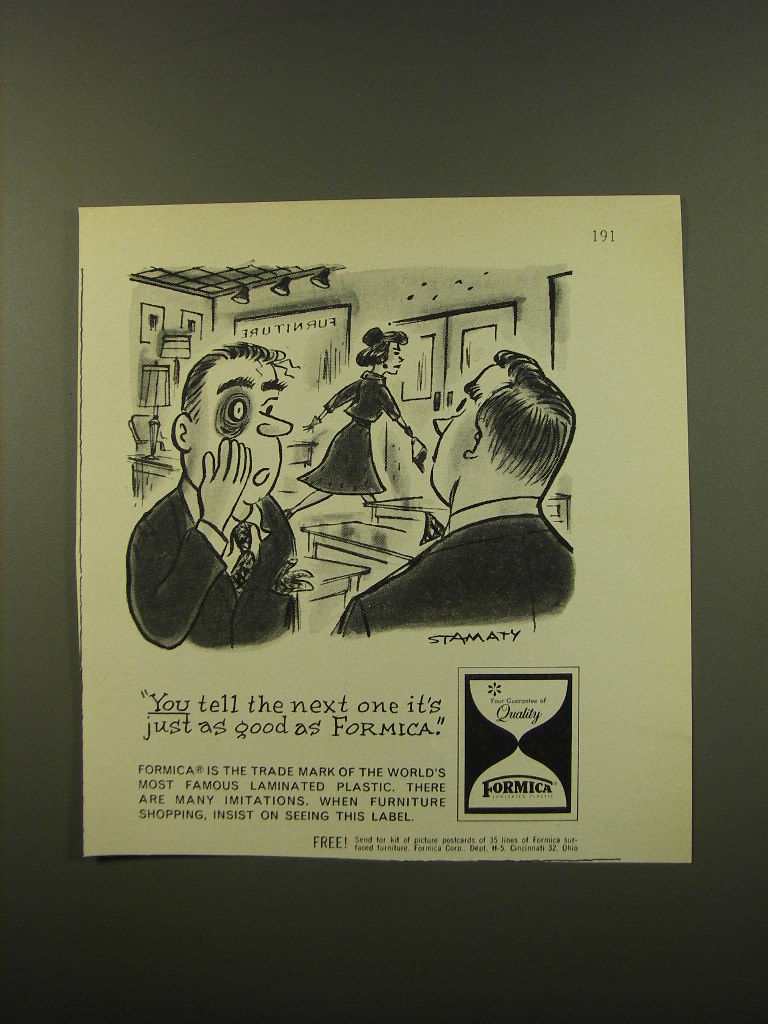 191
FURNITURE
STAMATY
"You tell the next one it's
just as good as FORMICA."
FORMICA® IS THE TRADE MARK OF THE WORLD'S
MOST FAMOUS LAMINATED PLASTIC. THERE
ARE MANY IMITATIONS. WHEN FURNITURE
SHOPPING, INSIST ON SEEING THIS LABEL.
Your Guarantee of
Quality
FORMICA®
LAMINATED PLASTIC
FREE! Send for kit of picture postcards of 35 lines of Formica sur-
faced furniture. Formica Corp., Dept. H-5, Cincinnati 32, Ohio